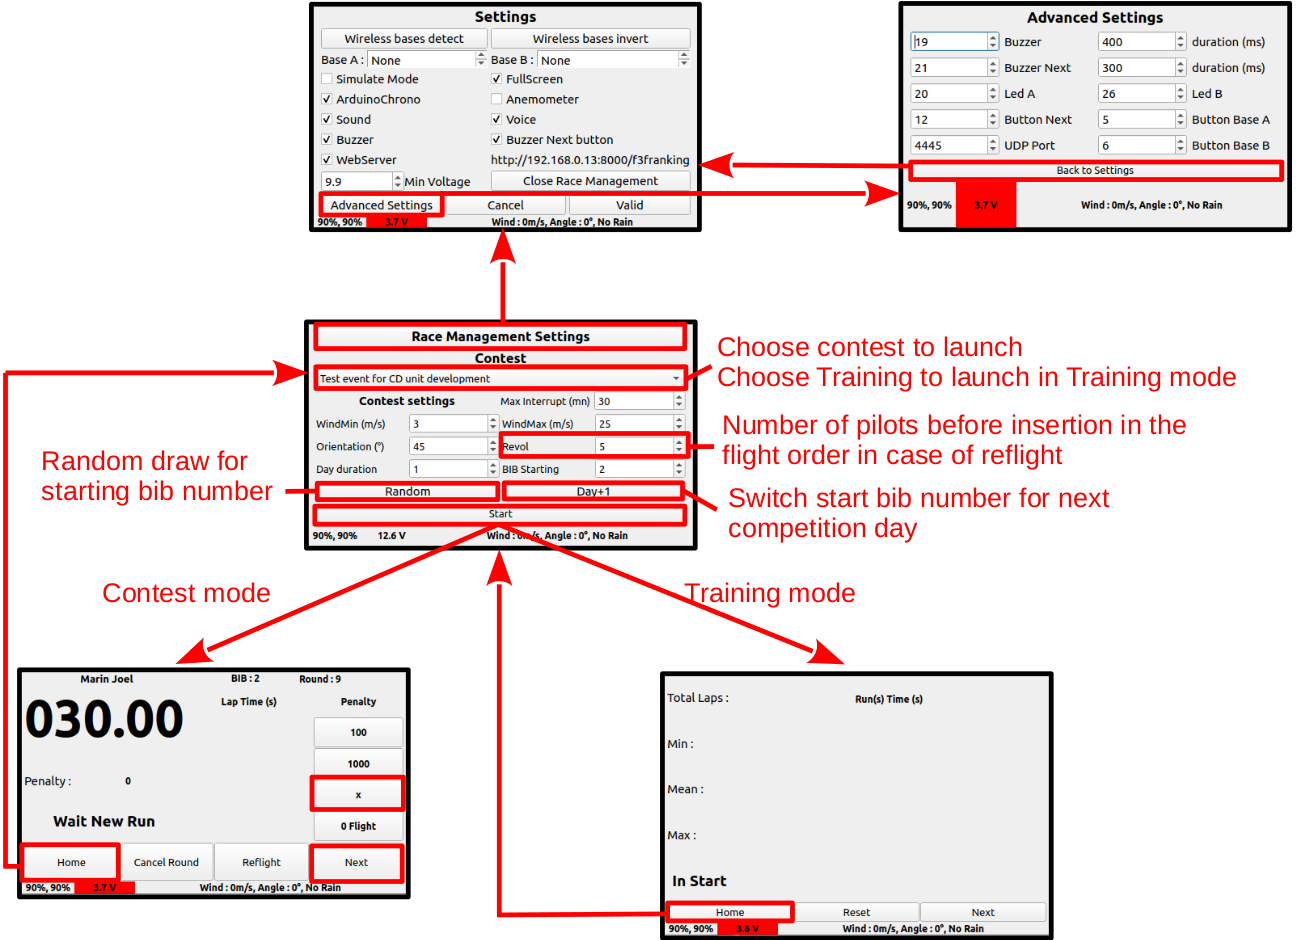 Settings
Wireless bases detect
Wireless bases invert
Base A : None
Base B : None
Simulate Mode
FullScreen
ArduinoChrono
Anemometer
Sound
Voice
Buzzer
Buzzer Next button
WebServer
http://192.168.0.13:8000/f3franking
9.9 Min Voltage
Close Race Management
Advanced Settings
Cancel
Valid
90%, 90% 3.7 V Wind : 0m/s, Angle : 0°, No Rain
Advanced Settings
19 Buzzer 400 duration (ms)
21 Buzzer Next 300 duration (ms)
20 Led A 26 Led B
12 Button Next 5 Button Base A
4445 UDP Port 6 Button Base B
Back to Settings
90%, 90% 3.7 V Wind : 0m/s, Angle : 0°, No Rain
Race Management Settings
Contest
Test event for CD unit development
Contest settings Max Interrupt (mn) 30
WindMin (m/s) 3 WindMax (m/s) 25
Orientation (°) 45 Revol 5
Day duration 1 BIB Starting 2
Random Day+1
Start
90%, 90% 12.6 V Wind : 0m/s, Angle : 0°, No Rain
Choose contest to launch
Choose Training to launch in Training mode
Number of pilots before insertion in the
flight order in case of reflight
Random draw for
starting bib number
Switch start bib number for next
competition day
Contest mode
Training mode
Marin Joel BIB : 2 Round : 9
030.00 Lap Time (s) Penalty
100
1000
Penalty : 0 x
Wait New Run 0 Flight
Home Cancel Round Reflight Next
90%, 90% 3.7 V Wind : 0m/s, Angle : 0°, No Rain
Total Laps : Run(s) Time (s)
Min :
Mean :
Max :
In Start
Home Reset Next
90%, 90% 3.6 V Wind : 0m/s, Angle : 0°, No Rain